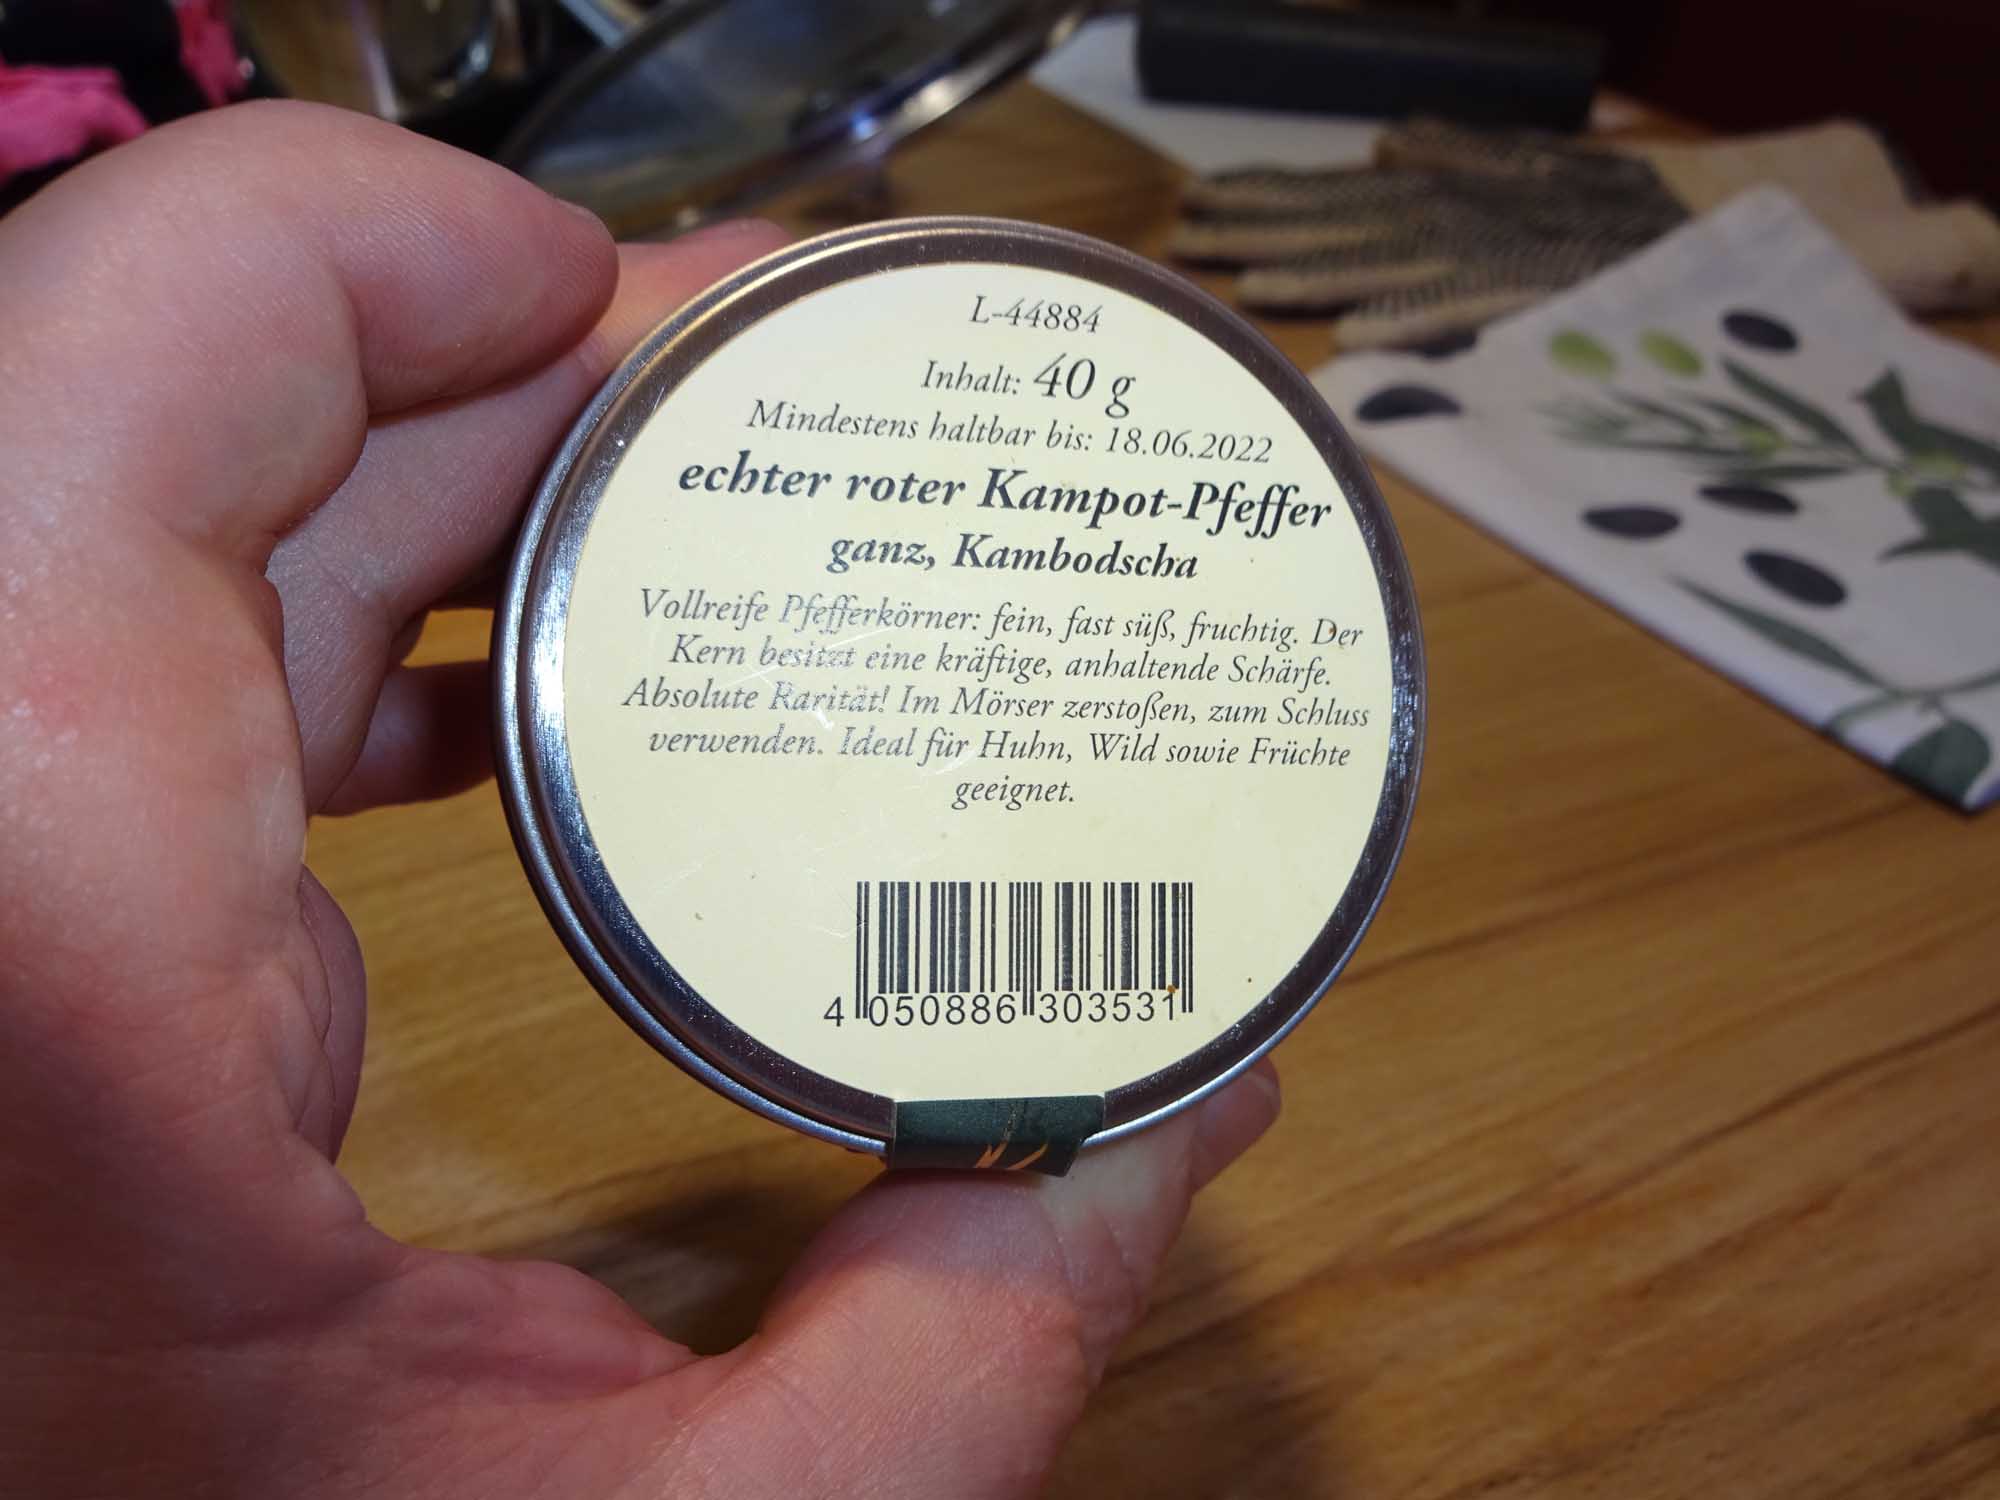 L-44884
Inhalt: 40 g
Mindestens haltbar bis: 18.06.2022
echter roter Kampot-Pfeffer
ganz, Kambodscha
Vollreife Pfefferkörner: fein, fast süß, fruchtig. Der
Kern besitzt eine kräftige, anhaltende Schärfe.
Absolute Rarität! Im Mörser zerstoßen, zum Schluss
verwenden. Ideal für Huhn, Wild sowie Früchte
geeignet.
4 050886 303531